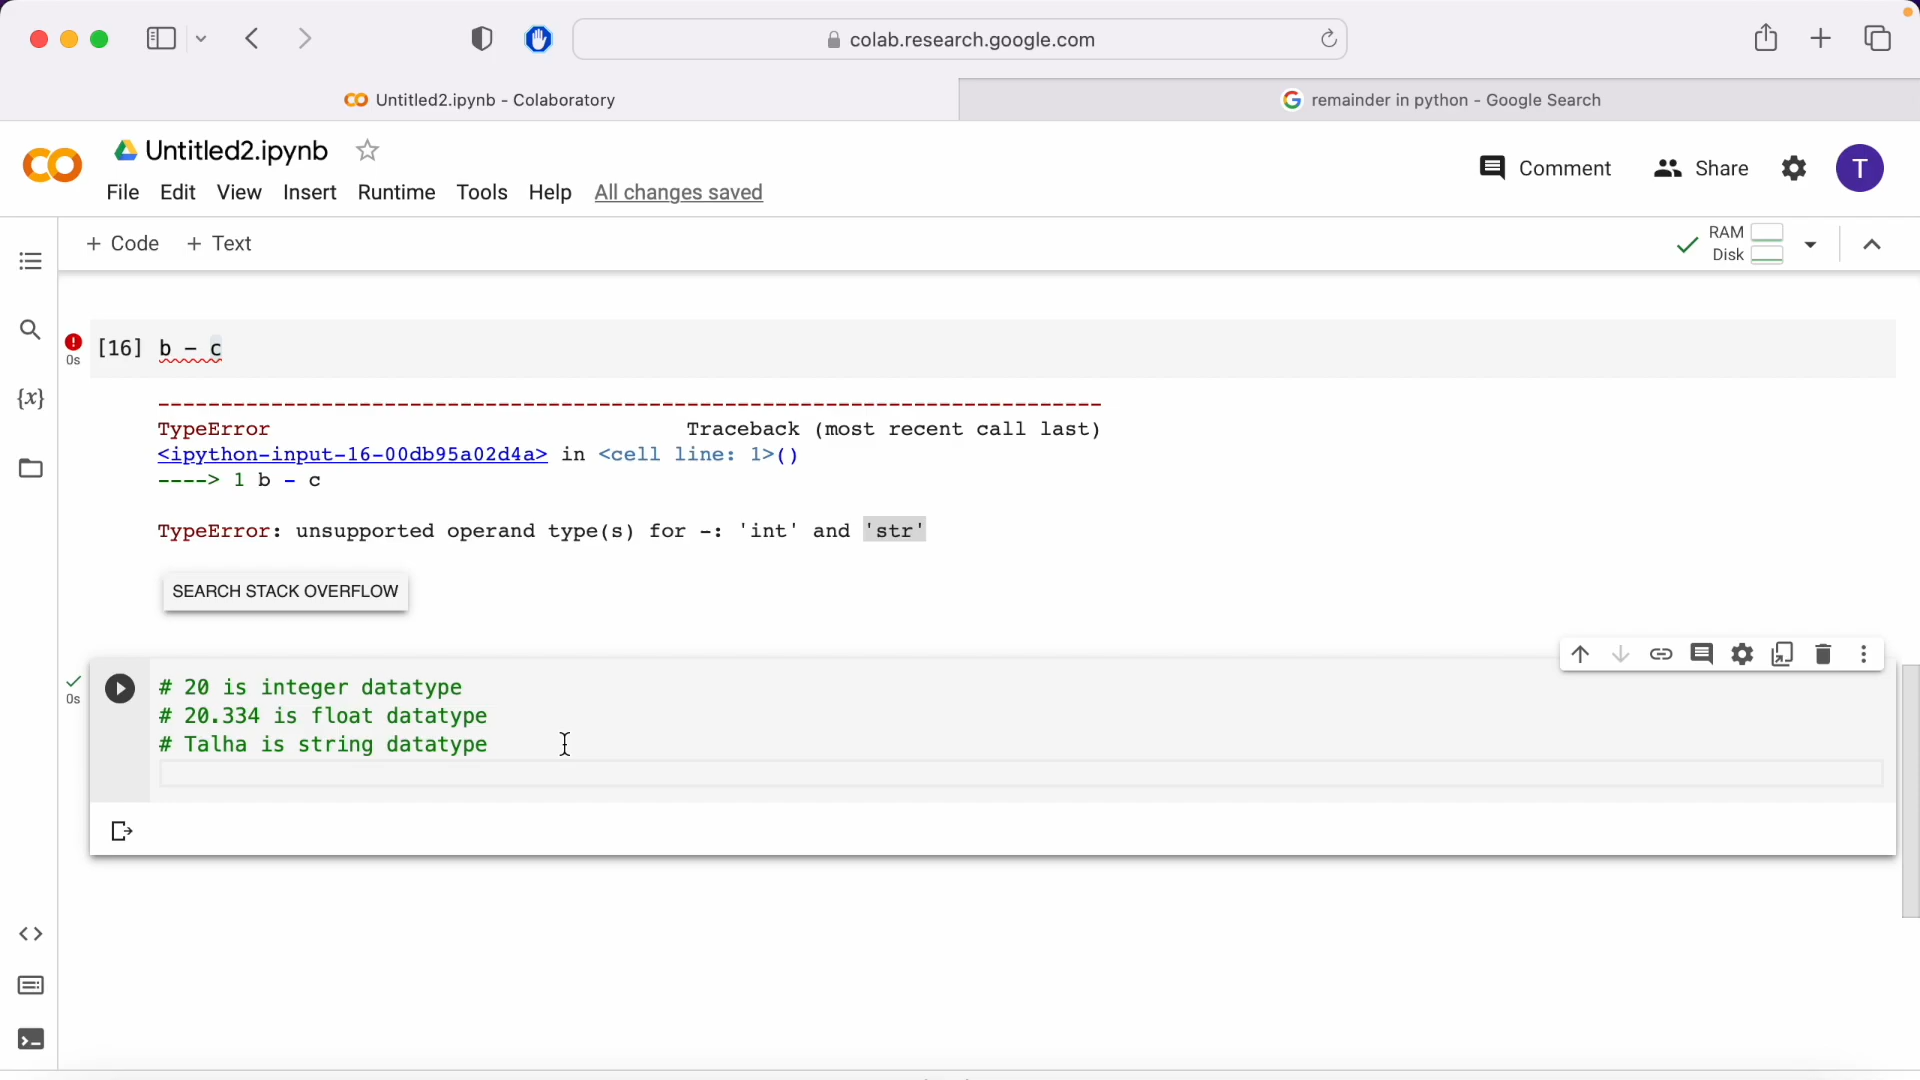 colab.research.google.com
Untitled2.ipynb - Colaboratory
remainder in python - Google Search
Untitled2.ipynb
Comment
Share
T
File Edit View Insert Runtime Tools Help All changes saved
+ Code + Text
RAM
Disk
{x}
0s
[16] b - c
--------------------------------------------------------------------------
TypeError Traceback (most recent call last)
<ipython-input-16-00db95a02d4a> in <cell line: 1>()
----> 1 b - c
TypeError: unsupported operand type(s) for -: 'int' and 'str'
SEARCH STACK OVERFLOW
0s
# 20 is integer datatype
# 20.334 is float datatype
# Talha is string datatype